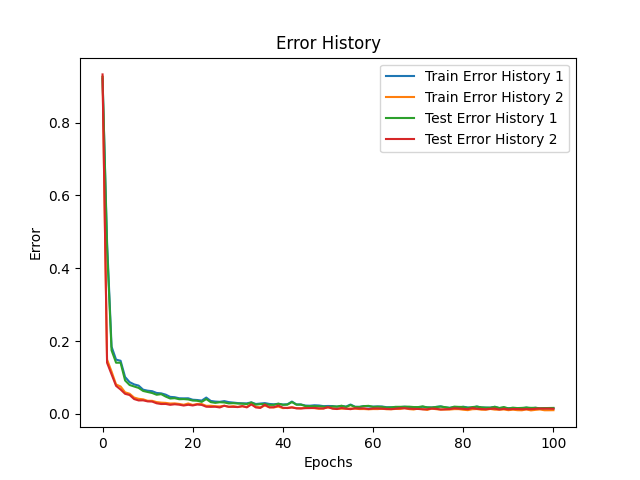 Error History
Train Error History 1
Train Error History 2
Test Error History 1
Test Error History 2
0.8
0.6
0.4
0.2
0.0
Error
0 20 40 60 80 100
Epochs